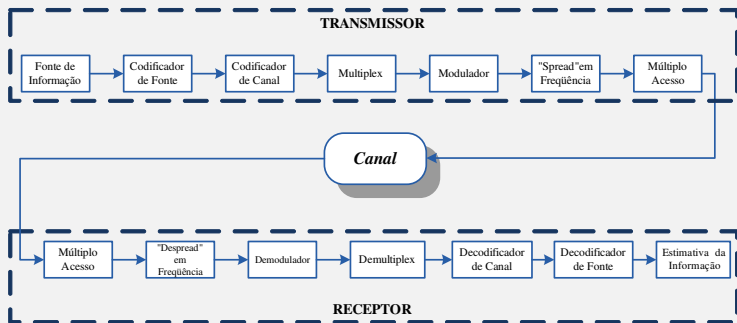 TRANSMISSOR
Fonte de
Informação
Codificador
de Fonte
Codificador
de Canal
Multiplex
Modulador
"Spread"em
Freqüência
Múltiplo
Acesso
Canal
Múltiplo
Acesso
"Despread"
em
Freqüência
Demodulador
Demultiplex
Decodificador
de Canal
Decodificador
de Fonte
Estimativa da
Informação
RECEPTOR